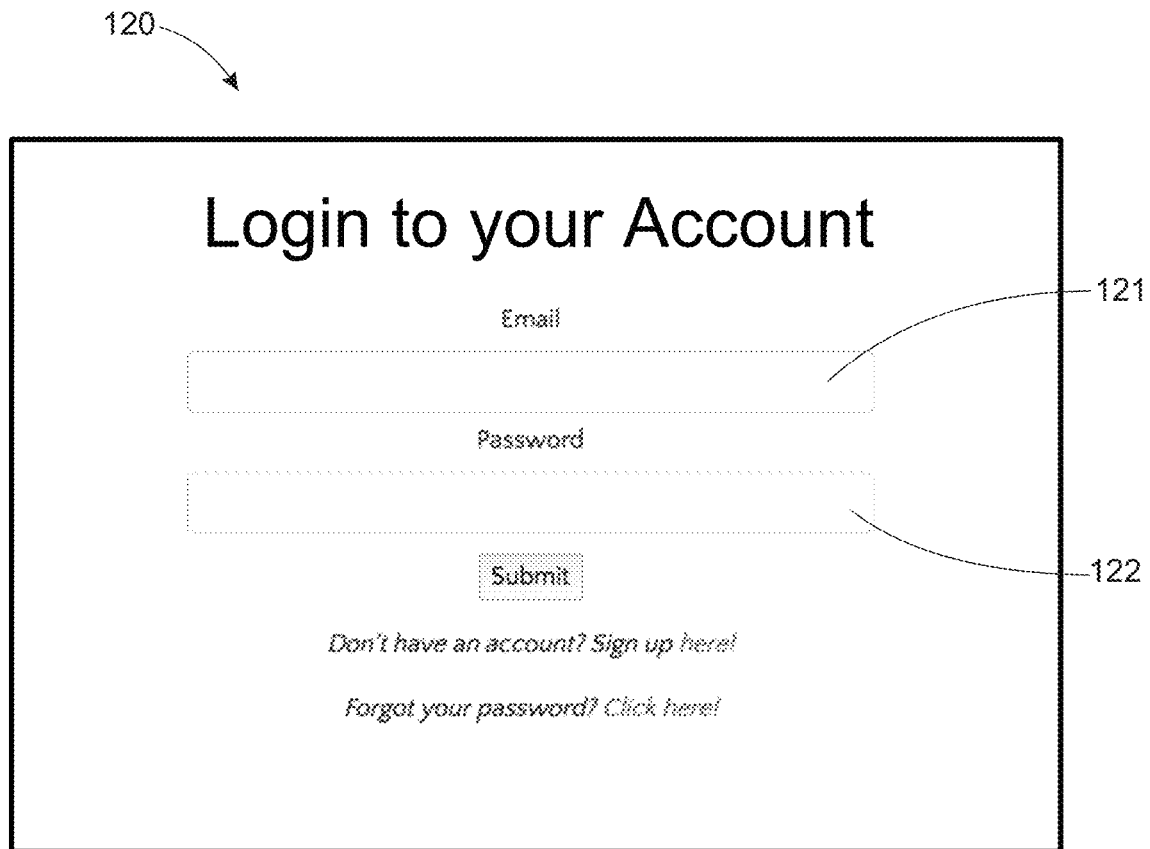 120
Login to your Account
121
Email
Password
Submit
122
Don't have an account? Sign up here!
Forgot your password? Click here!